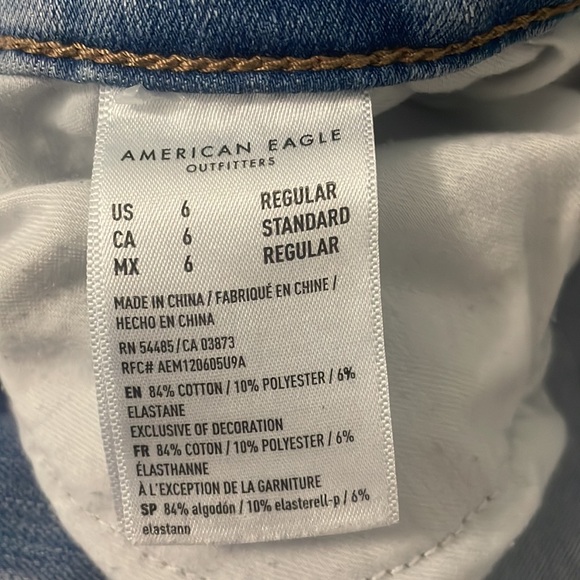 AMERICAN EAGLE
OUTFITTERS
US 6 REGULAR
CA 6 STANDARD
MX 6 REGULAR
MADE IN CHINA / FABRIQUÉ EN CHINE /
HECHO EN CHINA
RN 54485/CA 03873
RFC# AEM120605U9A
EN 84% COTTON / 10% POLYESTER / 6%
ELASTANE
EXCLUSIVE OF DECORATION
FR 84% COTON / 10% POLYESTER / 6%
ÉLASTHANNE
À L'EXCEPTION DE LA GARNITURE
SP 84% algodón / 10% elasterell-p / 6%
elastann